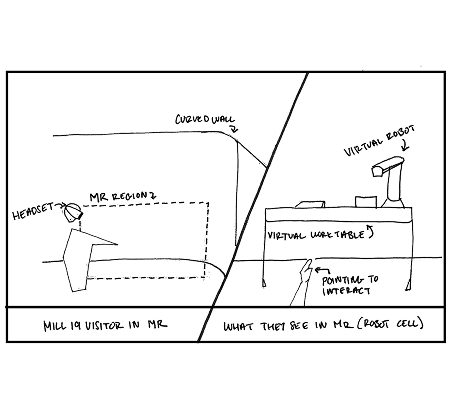 CURVED WALL
VIRTUAL ROBOT
HEADSET
MR REGION
VIRTUAL WORKTABLE
POINTING TO
INTERACT
MILL 19 VISITOR IN MR
WHAT THEY SEE IN MR (ROBOT CELL)